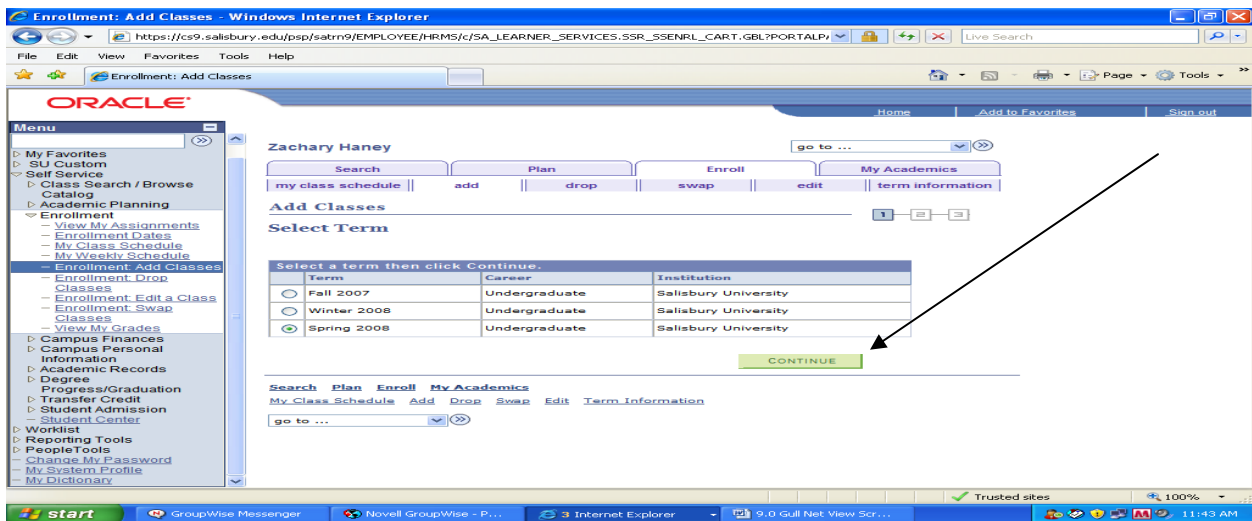 Enrollment: Add Classes - Windows Internet Explorer
https://cs9.salisbury.edu/psp/satrn9/EMPLOYEE/HRMS/c/SA_LEARNER_SERVICES.SSR_SSENRL_CART.GBL?PORTALP
Live Search
File Edit View Favorites Tools Help
Enrollment: Add Classes
Page Tools
ORACLE
Home Add to Favorites Sign out
Menu
My Favorites
SU Custom
Self Service
Class Search / Browse
Catalog
Academic Planning
Enrollment
View My Assignments
Enrollment Dates
My Class Schedule
My Weekly Schedule
Enrollment: Add Classes
Enrollment: Drop
Classes
Enrollment: Edit a Class
Enrollment: Swap
Classes
View My Grades
Campus Finances
Campus Personal
Information
Academic Records
Degree
Progress/Graduation
Transfer Credit
Student Admission
Student Center
Worklist
Reporting Tools
PeopleTools
Change My Password
My System Profile
My Dictionary
Zachary Haney
go to ...
Search Plan Enroll My Academics
my class schedule add drop swap edit term information
Add Classes
1 2 3
Select Term
Select a term then click Continue.
Term Career Institution
Fall 2007 Undergraduate Salisbury University
Winter 2008 Undergraduate Salisbury University
Spring 2008 Undergraduate Salisbury University
CONTINUE
Search Plan Enroll My Academics
My Class Schedule Add Drop Swap Edit Term Information
go to ...
Trusted sites 100%
start GroupWise Messenger Novell GroupWise - P... 3 Internet Explorer 9.0 Gull Net View Scr... 11:43 AM